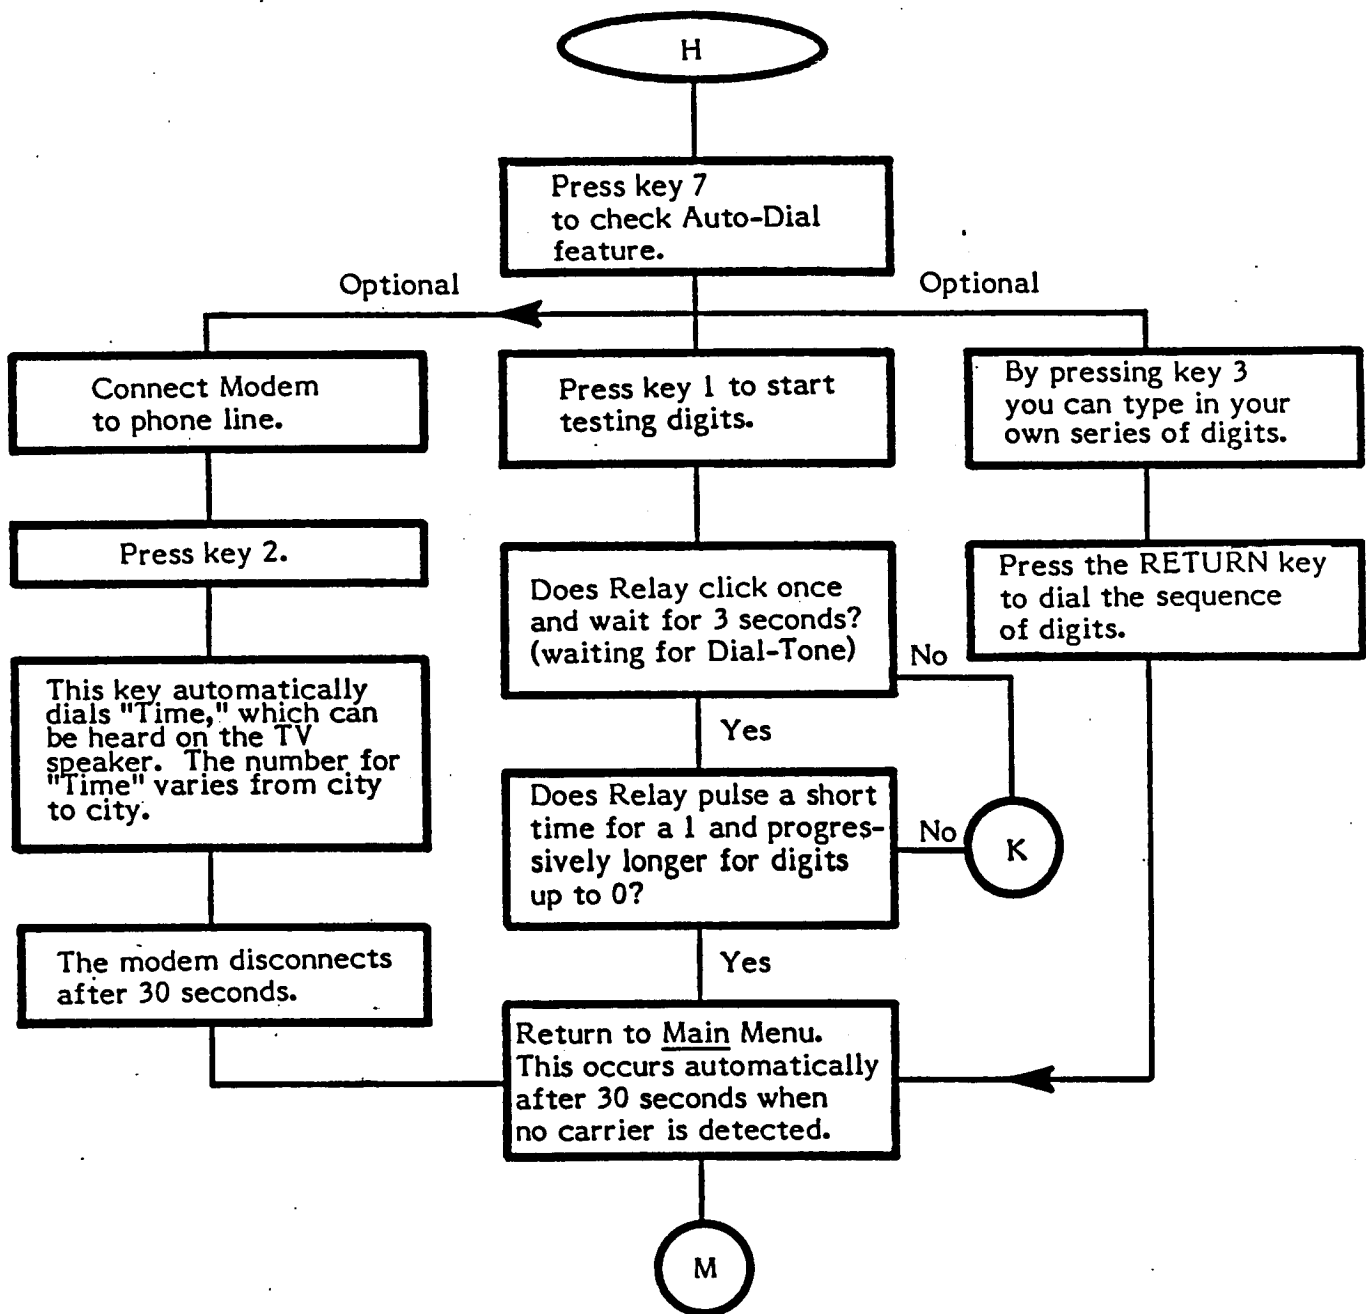 H
Press key 7
to check Auto-Dial
feature.
Optional
Optional
Connect Modem
to phone line.
Press key 1 to start
testing digits.
By pressing key 3
you can type in your
own series of digits.
Press key 2.
Does Relay click once
and wait for 3 seconds?
(waiting for Dial-Tone)
Press the RETURN key
to dial the sequence
of digits.
No
Yes
This key automatically
dials "Time," which can
be heard on the TV
speaker. The number for
"Time" varies from city
to city.
Does Relay pulse a short
time for a 1 and progres-
sively longer for digits
up to 0?
No
K
Yes
The modem disconnects
after 30 seconds.
Return to Main Menu.
This occurs automatically
after 30 seconds when
no carrier is detected.
M